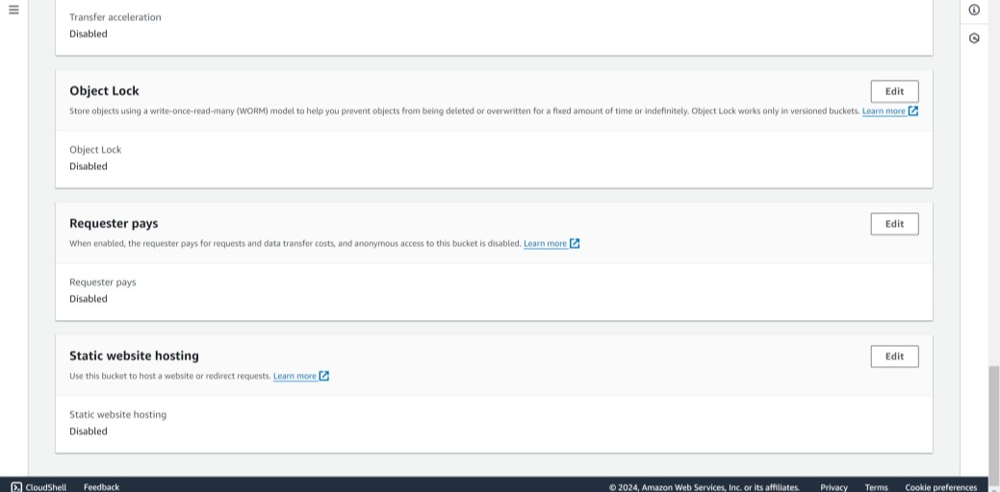 Transfer acceleration
Disabled
Object Lock
Edit
Store objects using a write-once-read-many (WORM) model to help you prevent objects from being deleted or overwritten for a fixed amount of time or indefinitely. Object Lock works only in versioned buckets. Learn more
Object Lock
Disabled
Requester pays
Edit
When enabled, the requester pays for requests and data transfer costs, and anonymous access to this bucket is disabled. Learn more
Requester pays
Disabled
Static website hosting
Edit
Use this bucket to host a website or redirect requests. Learn more
Static website hosting
Disabled
CloudShell Feedback © 2024, Amazon Web Services, Inc. or its affiliates. Privacy Terms Cookie preferences